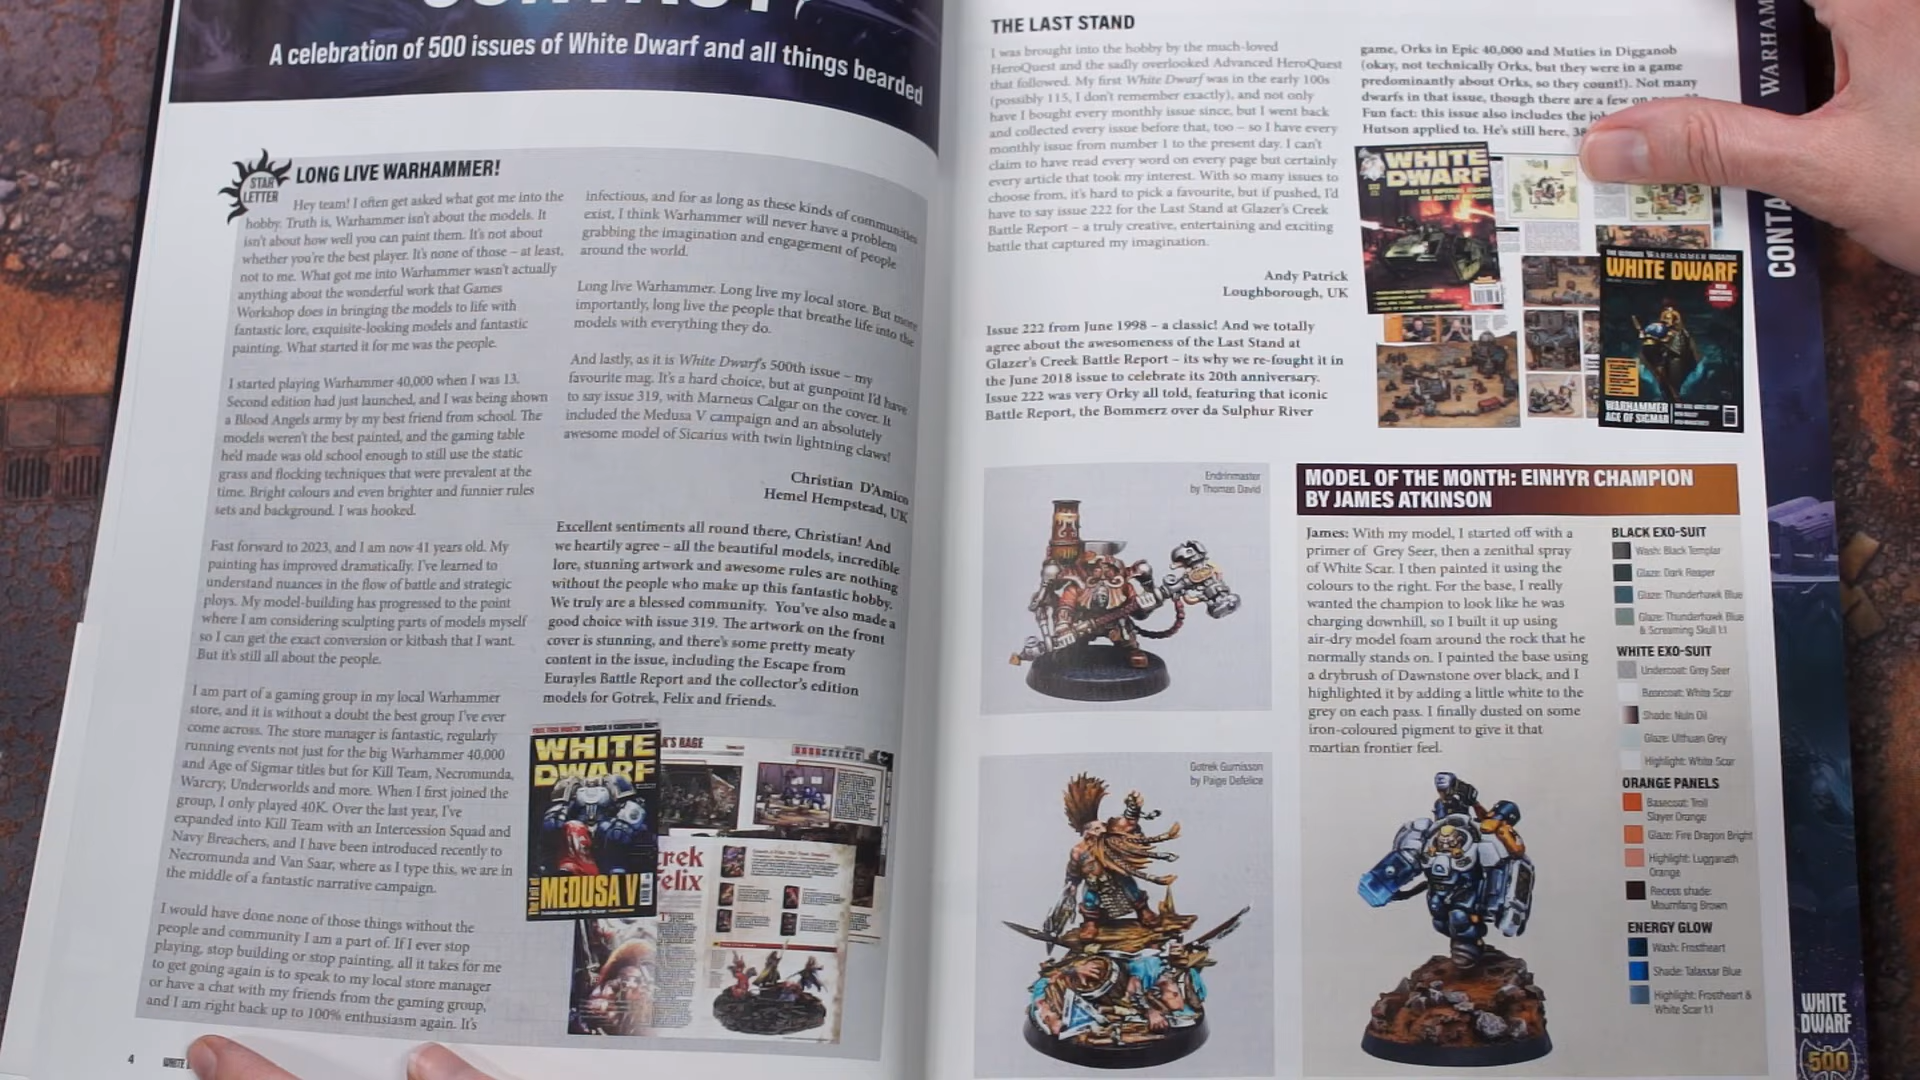 CONTACT
A celebration of 500 issues of White Dwarf and all things bearded
STAR
LETTER
LONG LIVE WARHAMMER!
Hey team! I often get asked what got me into the
hobby. Truth is, Warhammer isn't about the models. It
isn't about how well you can paint them. It's not about
whether you're the best player. It's none of those – at least,
not to me. What got me into Warhammer wasn't actually
anything about the wonderful work that Games
Workshop does in bringing the models to life with
fantastic lore, exquisite-looking models and fantastic
painting. What started it for me was the people.
I started playing Warhammer 40,000 when I was 13.
Second edition had just launched, and I was being shown
a Blood Angels army by my best friend from school. The
models weren't the best painted, and the gaming table
he'd made was old school enough to still use the static
grass and flocking techniques that were prevalent at the
time. Bright colours and even brighter and funnier rules
sets and background. I was hooked.
Fast forward to 2023, and I am now 41 years old. My
painting has improved dramatically. I've learned to
understand nuances in the flow of battle and strategic
ploys. My model-building has progressed to the point
where I am considering sculpting parts of models myself
so I can get the exact conversion or kitbash that I want.
But it's still all about the people.
I am part of a gaming group in my local Warhammer
store, and it is without a doubt the best group I've ever
come across. The store manager is fantastic, regularly
running events not just for the big Warhammer 40,000
and Age of Sigmar titles but for Kill Team, Necromunda,
Warcry, Underworlds and more. When I first joined the
group, I only played 40K. Over the last year, I've
expanded into Kill Team with an Intercession Squad and
Navy Breachers, and I have been introduced recently to
Necromunda and Van Saar, where as I type this, we are in
the middle of a fantastic narrative campaign.
I would have done none of those things without the
people and community I am a part of. If I ever stop
playing, stop building or stop painting, all it takes for me
to get going again is to speak to my local store manager
or have a chat with my friends from the gaming group,
and I am right back up to 100% enthusiasm again. It's
infectious, and for as long as these kinds of communities
exist, I think Warhammer will never have a problem
grabbing the imagination and engagement of people
around the world.
Long live Warhammer. Long live my local store. But more
importantly, long live the people that breathe life into the
models with everything they do.
And lastly, as it is White Dwarf's 500th issue – my
favourite mag. It's a hard choice, but at gunpoint I'd have
to say issue 319, with Marneus Calgar on the cover. It
included the Medusa V campaign and an absolutely
awesome model of Sicarius with twin lightning claws!
Christian D'Amico
Hemel Hempstead, UK
Excellent sentiments all round there, Christian! And
we heartily agree – all the beautiful models, incredible
lore, stunning artwork and awesome rules are nothing
without the people who make up this fantastic hobby.
We truly are a blessed community. You've also made a
good choice with issue 319. The artwork on the front
cover is stunning, and there's some pretty meaty
content in the issue, including the Escape from
Eurayles Battle Report and the collector's edition
models for Gotrek, Felix and friends.
WHITE
DWARF
MEDUSA V
K'S RAGE
trek
Felix
4
WHITE
THE LAST STAND
I was brought into the hobby by the much-loved
HeroQuest and the sadly overlooked Advanced HeroQuest
that followed. My first White Dwarf was in the early 100s
(possibly 115, I don't remember exactly), and not only
have I bought every monthly issue since, but I went back
and collected every issue before that, too – so I have every
monthly issue from number 1 to the present day. I can't
claim to have read every word on every page but certainly
every article that took my interest. With so many issues to
choose from, it's hard to pick a favourite, but if pushed, I'd
have to say issue 222 for the Last Stand at Glazer's Creek
Battle Report – a truly creative, entertaining and exciting
battle that captured my imagination.
Andy Patrick
Loughborough, UK
Issue 222 from June 1998 – a classic! And we totally
agree about the awesomeness of the Last Stand at
Glazer's Creek Battle Report – its why we re-fought it in
the June 2018 issue to celebrate its 20th anniversary.
Issue 222 was very Orky all told, featuring that iconic
Battle Report, the Bommerz over da Sulphur River
game, Orks in Epic 40,000 and Muties in Digganob
(okay, not technically Orks, but they were in a game
predominantly about Orks, so they count!). Not many
dwarfs in that issue, though there are a few on
Fun fact: this issue also includes the job
Hutson applied to. He's still here,
WHITE
DWARF
WHITE DWARF
WARHAMMER
AGE OF SIGMAR
Endrinmaster
by Thomas David
Gotrek Gurnisson
by Paige Defelice
MODEL OF THE MONTH: EINHYR CHAMPION
BY JAMES ATKINSON
James: With my model, I started off with a
primer of Grey Seer, then a zenithal spray
of White Scar. I then painted it using the
colours to the right. For the base, I really
wanted the champion to look like he was
charging downhill, so I built it up using
air-dry model foam around the rock that he
normally stands on. I painted the base using
a drybrush of Dawnstone over black, and I
highlighted it by adding a little white to the
grey on each pass. I finally dusted on some
iron-coloured pigment to give it that
martian frontier feel.
BLACK EXO-SUIT
Wash: Black Templar
Glaze: Dark Reaper
Glaze: Thunderhawk Blue
Glaze: Thunderhawk Blue
& Screaming Skull 1:1
WHITE EXO-SUIT
Undercoat: Grey Seer
Basecoat: White Scar
Shade: Nuln Oil
Glaze: Ulthuan Grey
Highlight: White Scar
ORANGE PANELS
Basecoat: Troll
Slayer Orange
Glaze: Fire Dragon Bright
Highlight: Lugganath
Orange
Recess shade:
Mournfang Brown
ENERGY GLOW
Wash: Frostheart
Shade: Talassar Blue
Highlight: Frostheart &
White Scar 1:1
WARHAM
CONTA
WHITE
DWARF
500